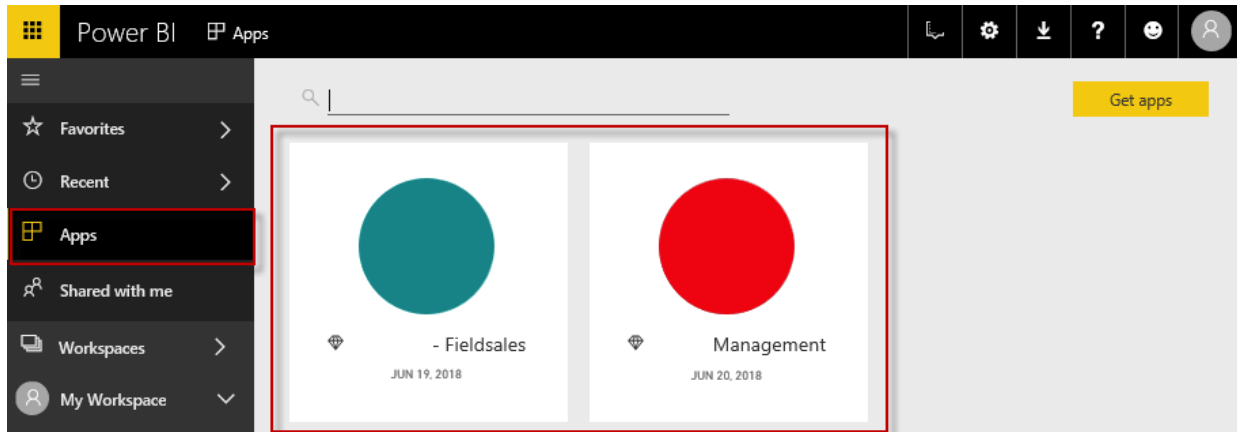 Power BI Apps
Get apps
Favorites
Recent
Apps
Shared with me
Workspaces
My Workspace
- Fieldsales
JUN 19, 2018
Management
JUN 20, 2018